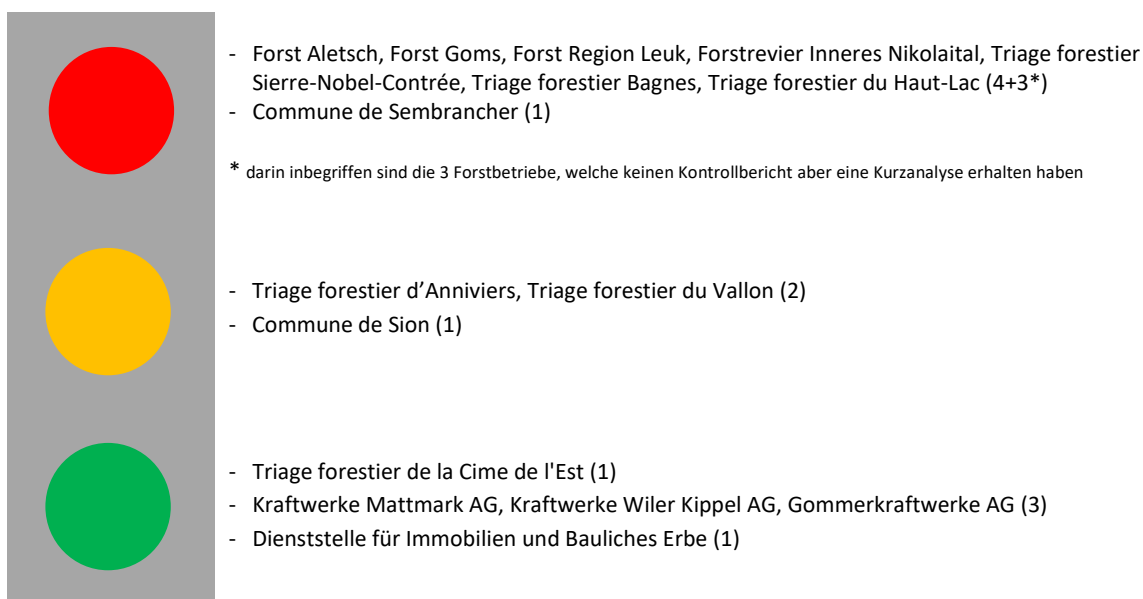 - Forst Aletsch, Forst Goms, Forst Region Leuk, Forstrevier Inneres Nikolaital, Triage forestier
Sierre-Nobel-Contrée, Triage forestier Bagnes, Triage forestier du Haut-Lac (4+3*)
- Commune de Sembrancher (1)
* darin inbegriffen sind die 3 Forstbetriebe, welche keinen Kontrollbericht aber eine Kurzanalyse erhalten haben
- Triage forestier d’Anniviers, Triage forestier du Vallon (2)
- Commune de Sion (1)
- Triage forestier de la Cime de l'Est (1)
- Kraftwerke Mattmark AG, Kraftwerke Wiler Kippel AG, Gommerkraftwerke AG (3)
- Dienststelle für Immobilien und Bauliches Erbe (1)